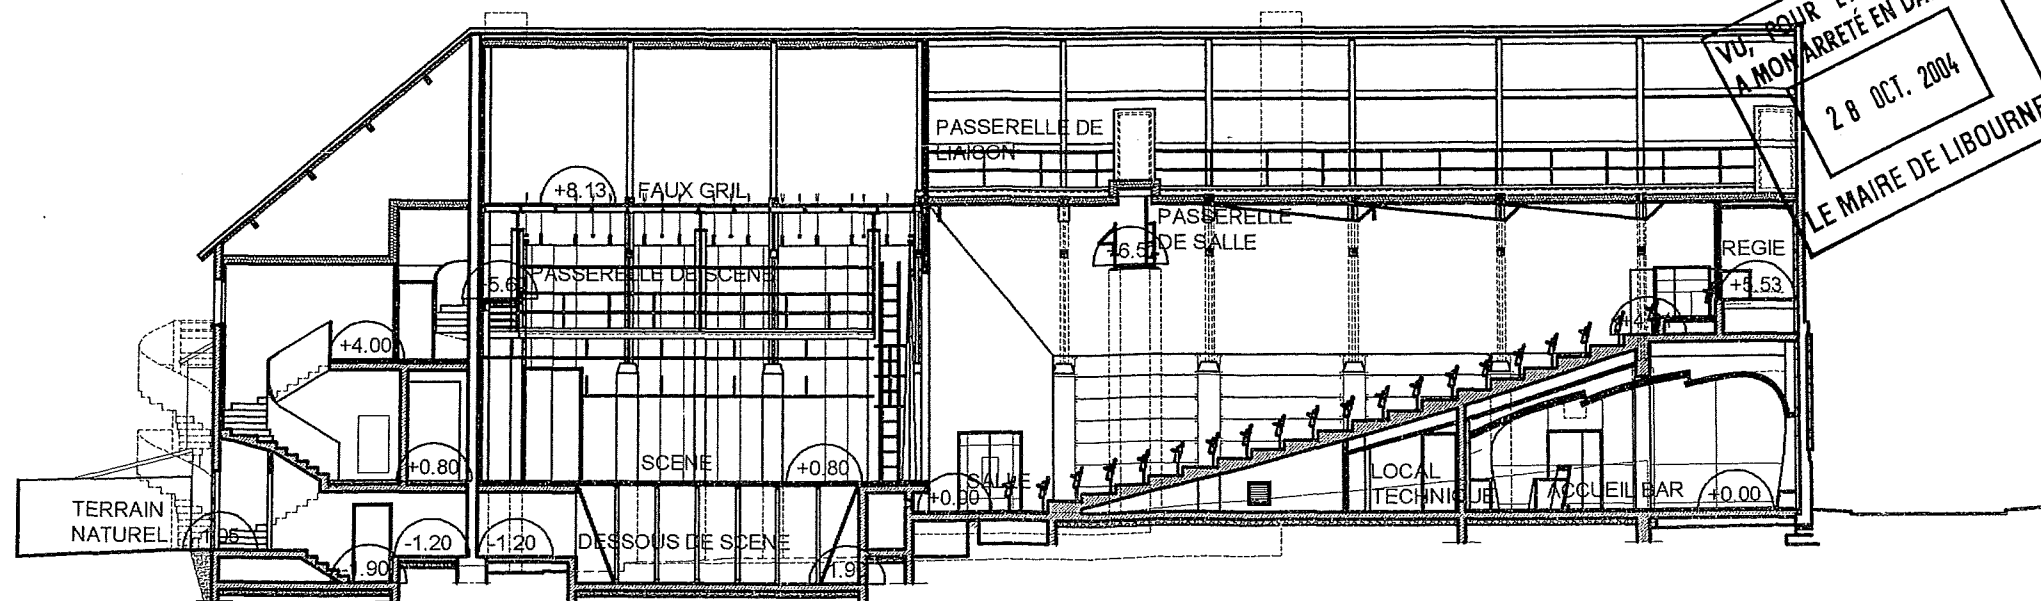 VU, POUR
A MON ARRETÉ EN DA
28 OCT. 2004
LE MAIRE DE LIBOURNE
PASSERELLE DE
LIAISON
+8.13
FAUX GRIL
PASSERELLE
DE SALLE
REGIE
+5.53
PASSERELLE DE SCENE
+4.00
+0.80
SCENE
+0.80
SALLE
+0.00
LOCAL
TECHNIQUE
ACCUEIL BAR
+0.00
TERRAIN
NATUREL
-1.20
-1.20
DESSOUS DE SCENE